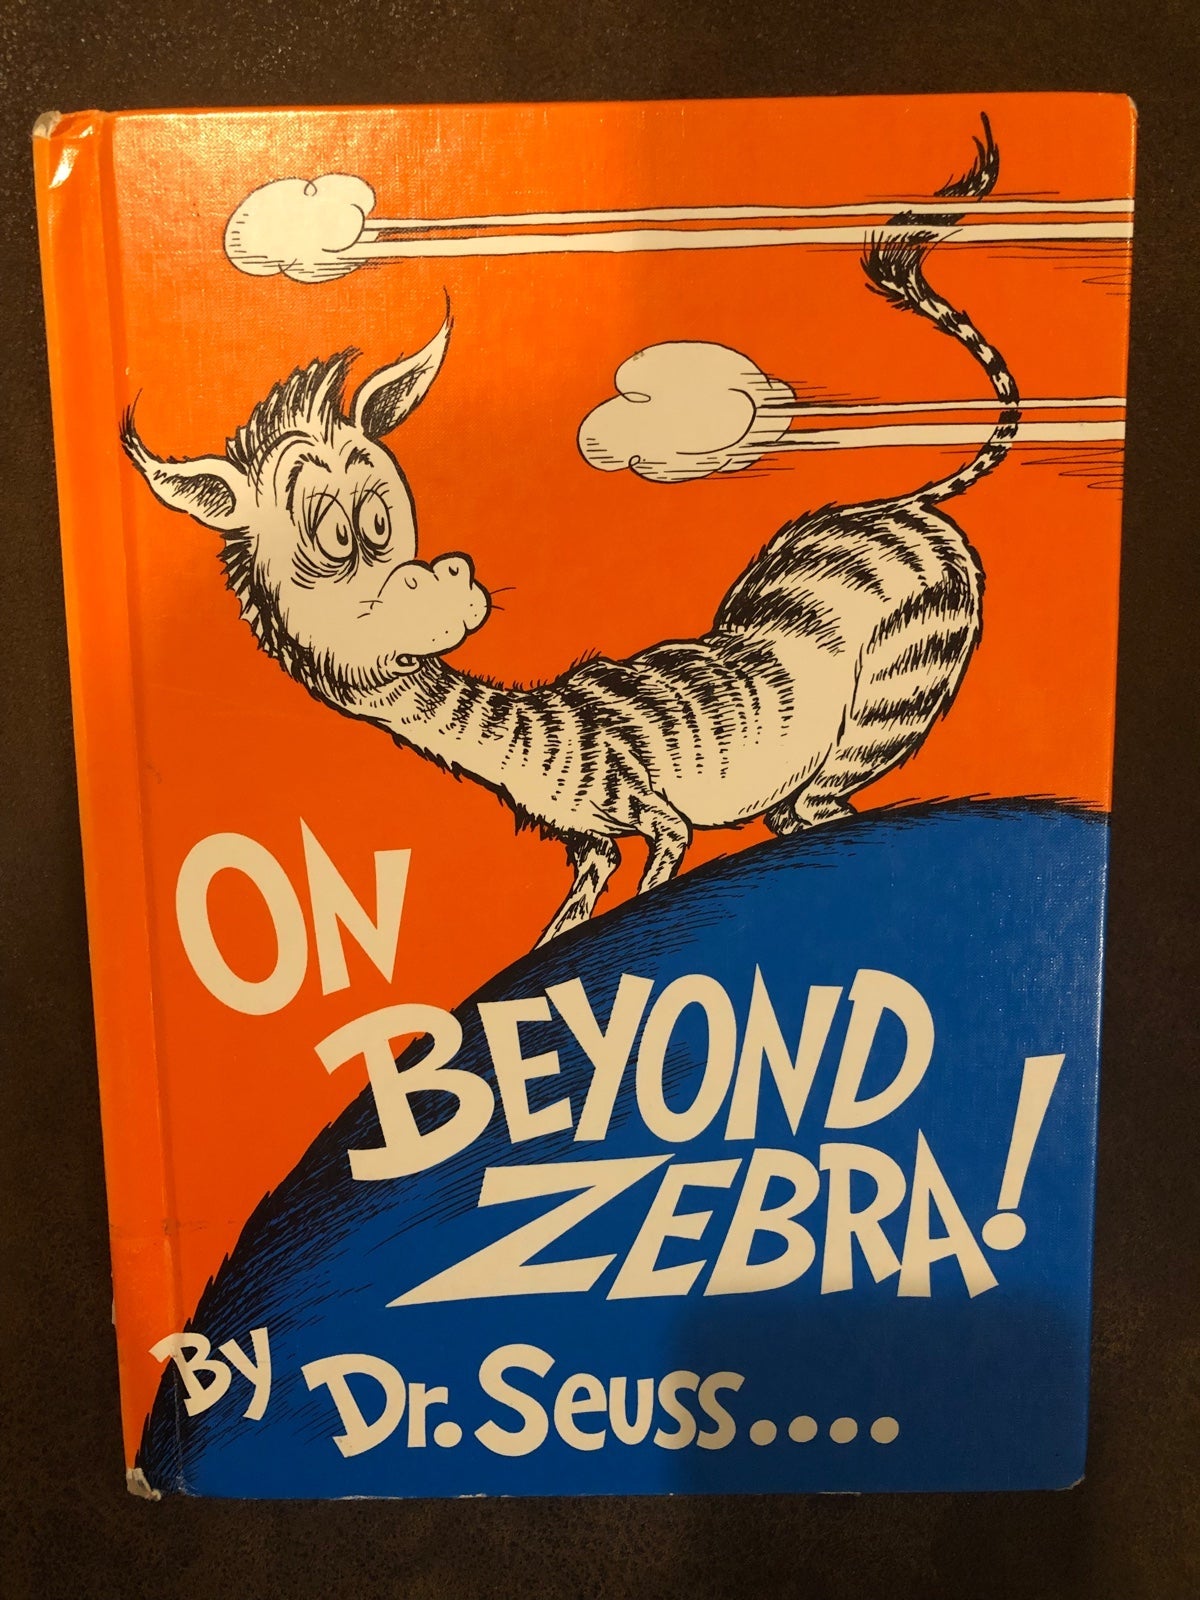 ON
BEYOND
ZEBRA!
By Dr. Seuss....